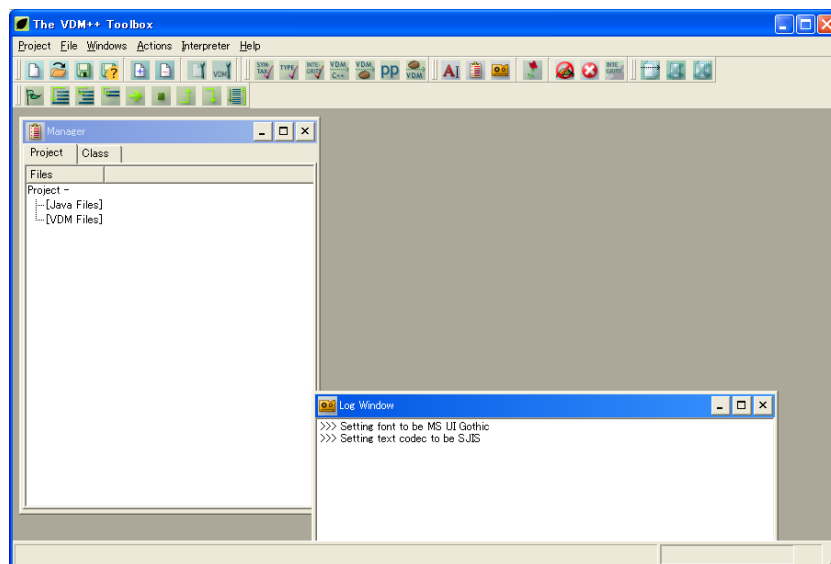 The VDM++ Toolbox
Project File Windows Actions Interpreter Help
SYN-TAX TYPE INTE-GRITY VDM C++ VDM PP VDM AI INTE GRITY
VDM
Manager
Project Class
Files
Project -
[Java Files]
[VDM Files]
Log Window
>>> Setting font to be MS UI Gothic
>>> Setting text codec to be SJIS